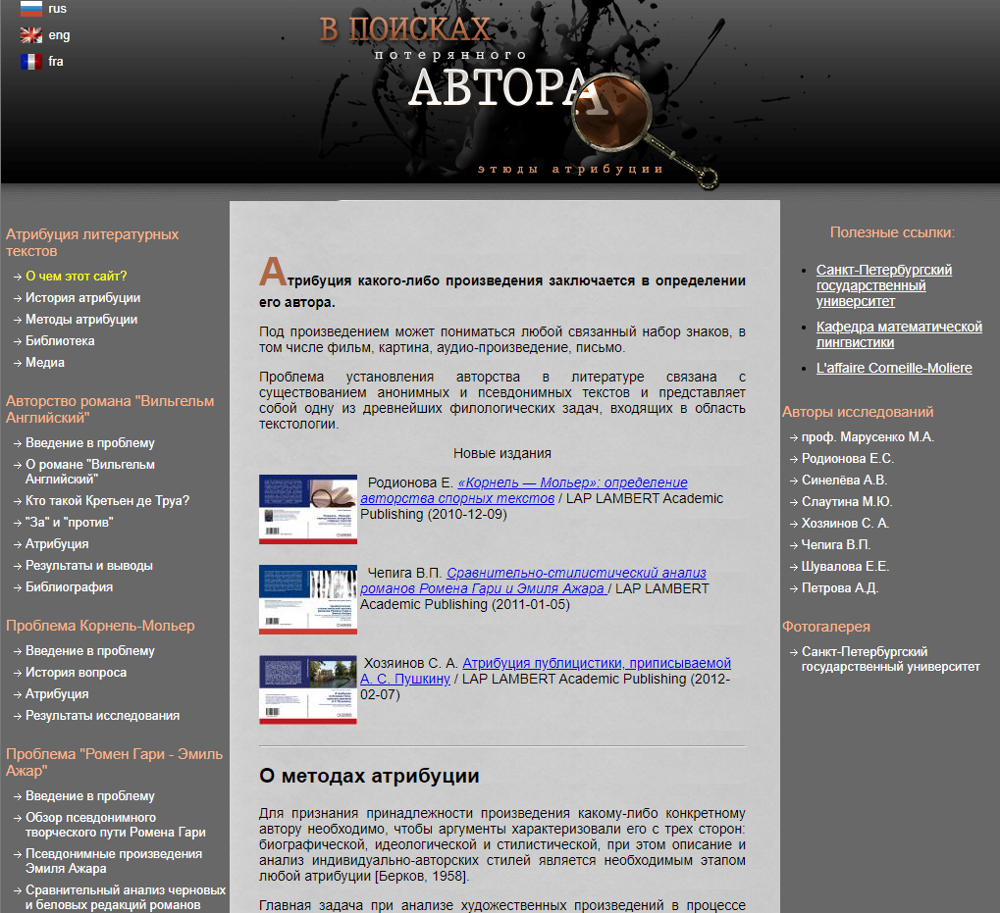 rus
eng
fra
В ПОИСКАХ
потерянного
АВТОРА
этюды атрибуции
Атрибуция литературных
текстов
О чем этот сайт?
История атрибуции
Методы атрибуции
Библиотека
Медиа
Авторство романа "Вильгельм
Английский"
Введение в проблему
О романе "Вильгельм
Английский"
Кто такой Кретьен де Труа?
"За" и "против"
Атрибуция
Результаты и выводы
Библиография
Проблема Корнель-Мольер
Введение в проблему
История вопроса
Атрибуция
Результаты исследования
Проблема "Ромен Гари - Эмиль
Ажар"
Введение в проблему
Обзор псевдонимного
творческого пути Ромена Гари
Псевдонимные произведения
Эмиля Ажара
Сравнительный анализ черновых
и беловых редакций романов
Атрибуция какого-либо произведения заключается в определении
его автора.
Под произведением может пониматься любой связанный набор знаков, в
том числе фильм, картина, аудио-произведение, письмо.
Проблема установления авторства в литературе связана с
существованием анонимных и псевдонимных текстов и представляет
собой одну из древнейших филологических задач, входящих в область
текстологии.
Новые издания
Родионова Е. «Корнель — Мольер»: определение
авторства спорных текстов / LAP LAMBERT Academic
Publishing (2010-12-09)
Чепига В.П. Сравнительно-стилистический анализ
романов Ромена Гари и Эмиля Ажара / LAP LAMBERT
Academic Publishing (2011-01-05)
Хозяинов С. А. Атрибуция публицистики, приписываемой
А. С. Пушкину / LAP LAMBERT Academic Publishing (2012-
02-07)
О методах атрибуции
Для признания принадлежности произведения какому-либо конкретному
автору необходимо, чтобы аргументы характеризовали его с трех сторон:
биографической, идеологической и стилистической, при этом описание и
анализ индивидуально-авторских стилей является необходимым этапом
любой атрибуции [Берков, 1958].
Главная задача при анализе художественных произведений в процессе
Полезные ссылки:
Санкт-Петербургский
государственный
университет
Кафедра математической
лингвистики
L'affaire Corneille-Moliere
Авторы исследований
проф. Марусенко М.А.
Родионова Е.С.
Синелёва А.В.
Слаутина М.Ю.
Хозяинов С. А.
Чепига В.П.
Шувалова Е.Е.
Петрова А.Д.
Фотогалерея
Санкт-Петербургский
государственный университет